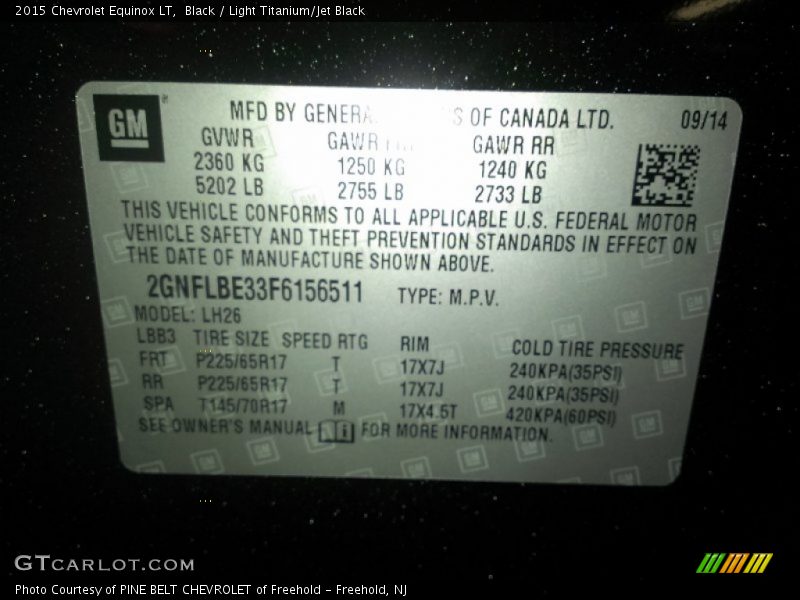 2015 Chevrolet Equinox LT, Black / Light Titanium/Jet Black
GM
MFD BY GENERA S OF CANADA LTD. 09/14
GVWR GAWR GAWR RR
2360 KG 1250 KG 1240 KG
5202 LB 2755 LB 2733 LB
THIS VEHICLE CONFORMS TO ALL APPLICABLE U.S. FEDERAL MOTOR
VEHICLE SAFETY AND THEFT PREVENTION STANDARDS IN EFFECT ON
THE DATE OF MANUFACTURE SHOWN ABOVE.
2GNFLBE33F6156511 TYPE: M.P.V.
MODEL: LH26
LBB3 TIRE SIZE SPEED RTG RIM COLD TIRE PRESSURE
FRT P225/65R17 T 17X7J 240KPA(35PSI)
RR P225/65R17 T 17X7J 240KPA(35PSI)
SPA T145/70R17 M 17X4.5T 420KPA(60PSI)
SEE OWNER'S MANUAL i FOR MORE INFORMATION.
GTCARLOT.COM
Photo Courtesy of PINE BELT CHEVROLET of Freehold - Freehold, NJ